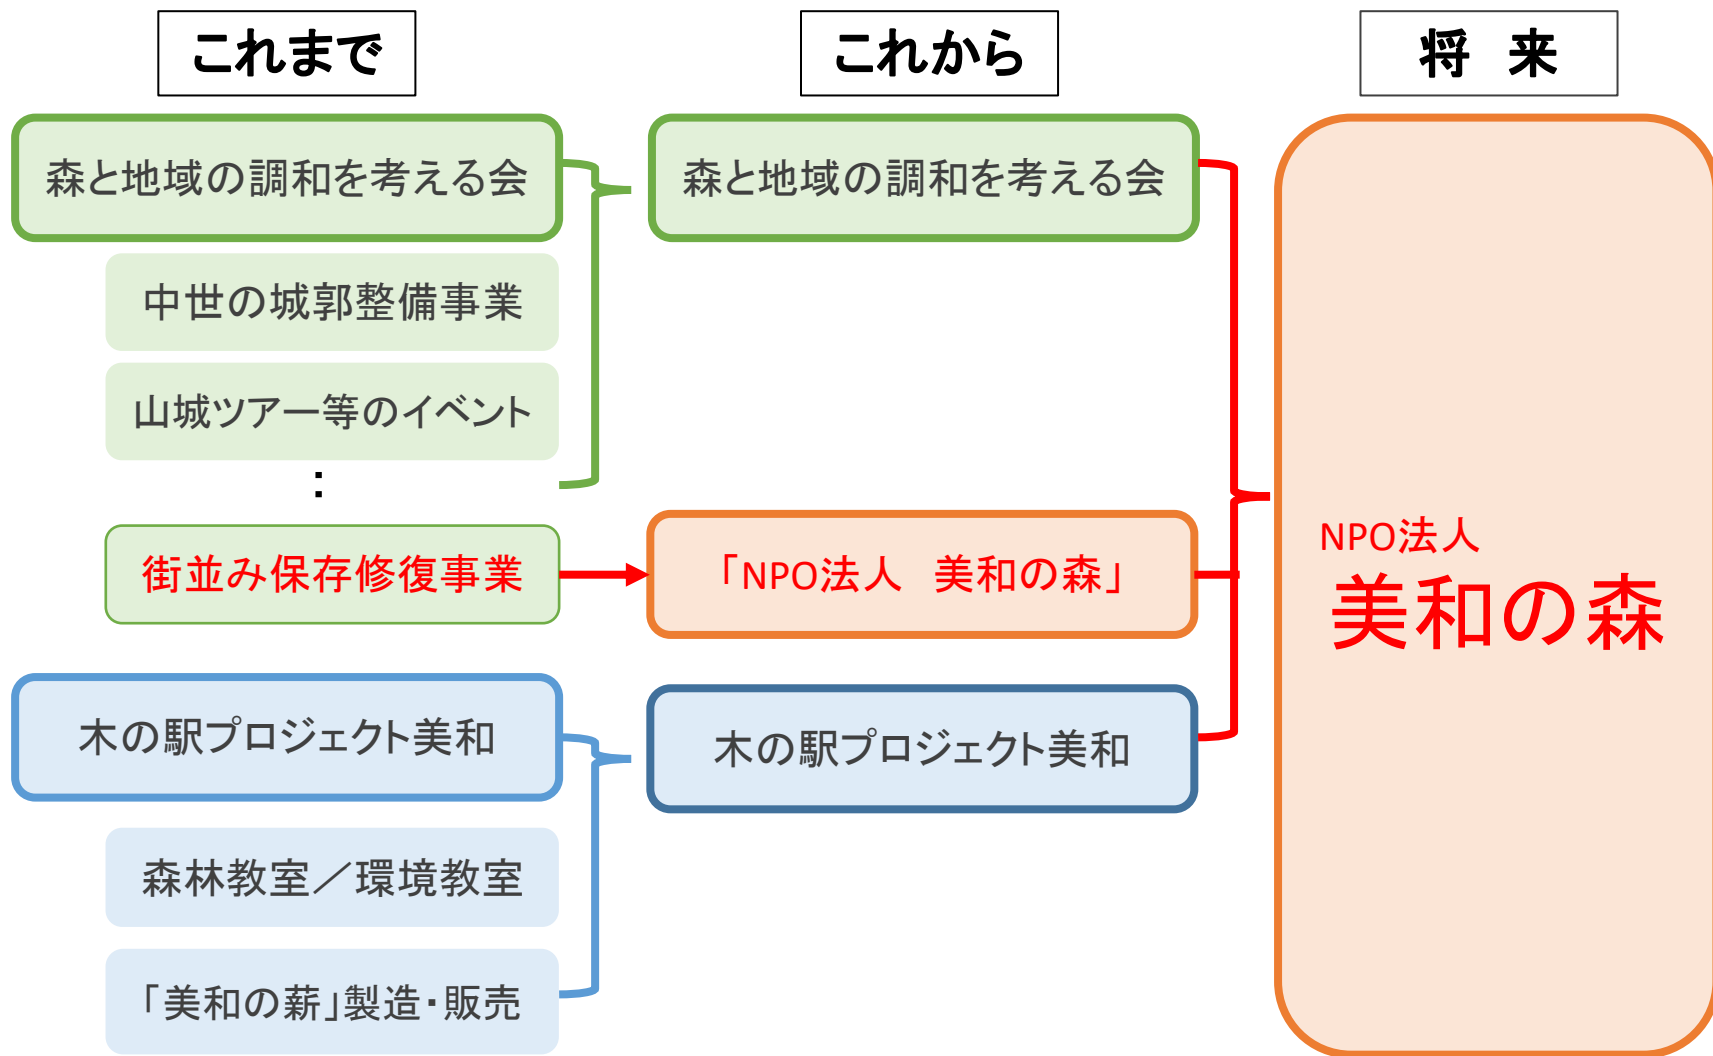 これまで
これから
将　来
森と地域の調和を考える会
中世の城郭整備事業
山城ツアー等のイベント
：
街並み保存修復事業
木の駅プロジェクト美和
森林教室／環境教室
「美和の薪」製造・販売
森と地域の調和を考える会
「NPO法人　美和の森」
木の駅プロジェクト美和
NPO法人
美和の森